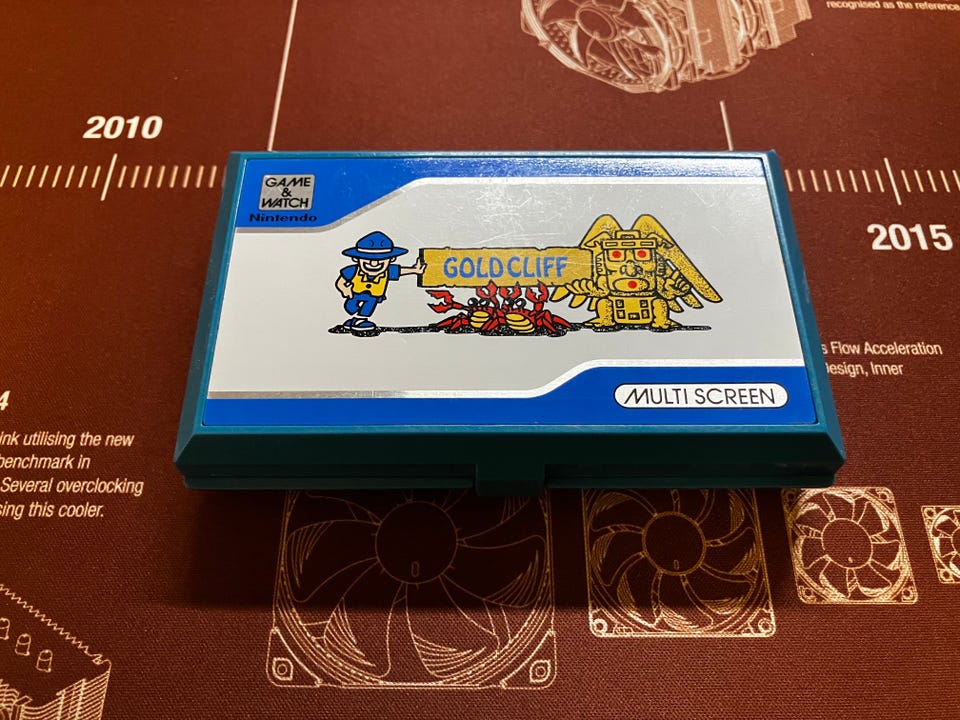 recognised as the reference
2010
2015
GAME
&
WATCH
Nintendo
GOLD CLIFF
MULTI SCREEN
s Flow Acceleration
Design, Inner
4
ink utilising the new
benchmark in
Several overclocking
sing this cooler.